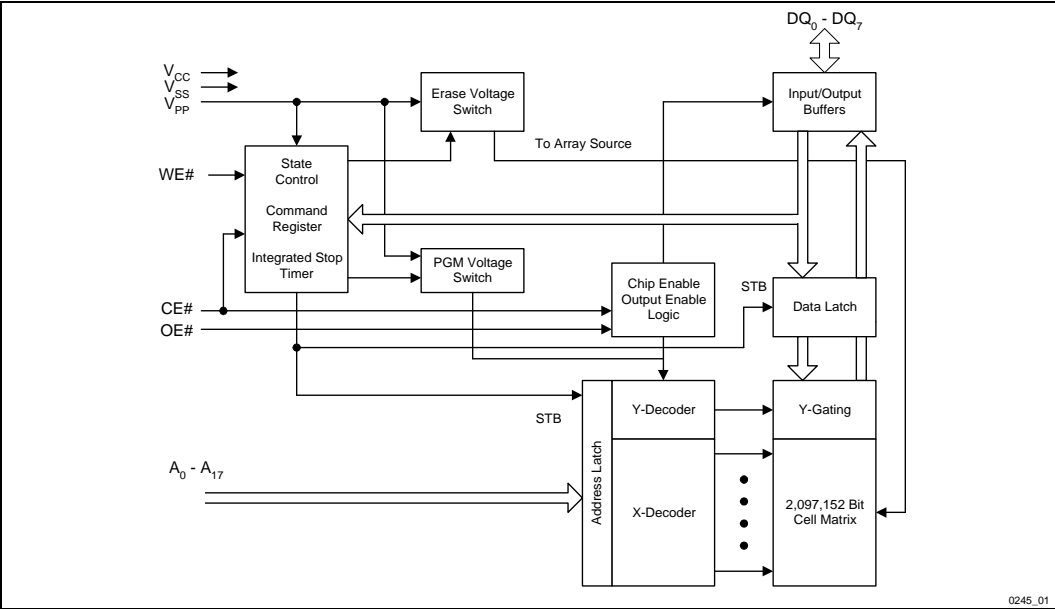 DQ0 - DQ7
VCC
VSS
VPP
Erase Voltage
Switch
Input/Output
Buffers
To Array Source
WE#
State
Control
Command
Register
Integrated Stop
Timer
PGM Voltage
Switch
Chip Enable
Output Enable
Logic
STB
Data Latch
CE#
OE#
STB
Address Latch
Y-Decoder
Y-Gating
A0 - A17
X-Decoder
2,097,152 Bit
Cell Matrix
0245_01